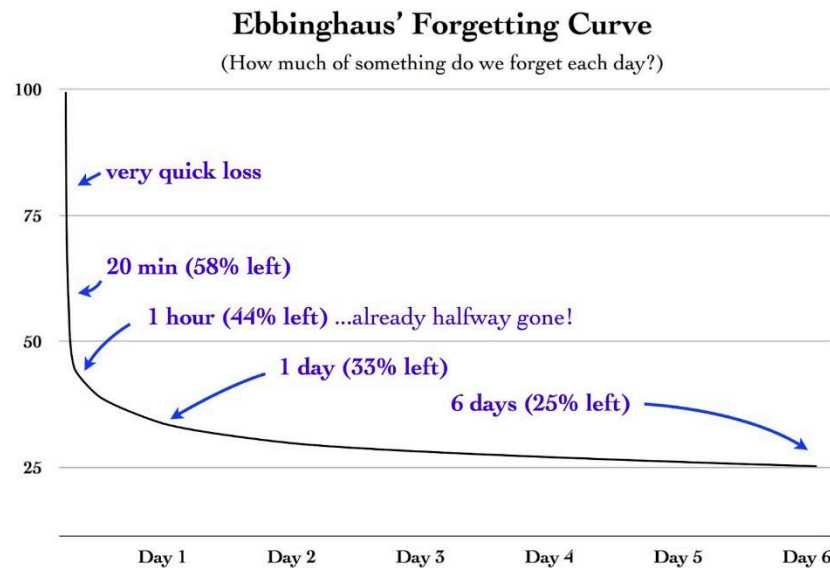 Ebbinghaus’ Forgetting Curve
(How much of something do we forget each day?)
100
very quick loss
75
20 min (58% left)
1 hour (44% left) ...already halfway gone!
50
1 day (33% left)
6 days (25% left)
25
Day 1 Day 2 Day 3 Day 4 Day 5 Day 6